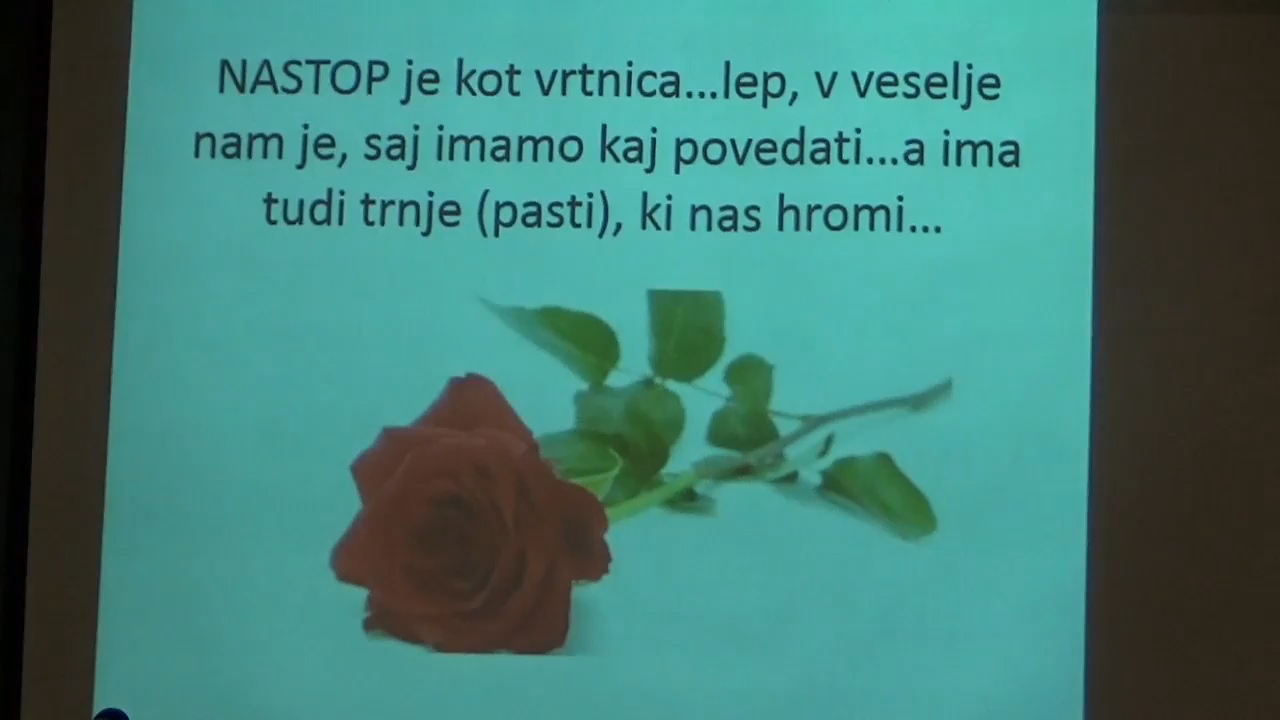 NASTOP je kot vrtnica...lep, v veselje
nam je, saj imamo kaj povedati...a ima
tudi trnje (pasti), ki nas hromi...